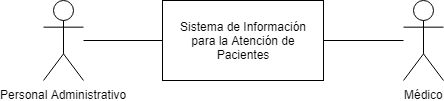 Sistema de Información
para la Atención de
Pacientes
Personal Administrativo
Médico